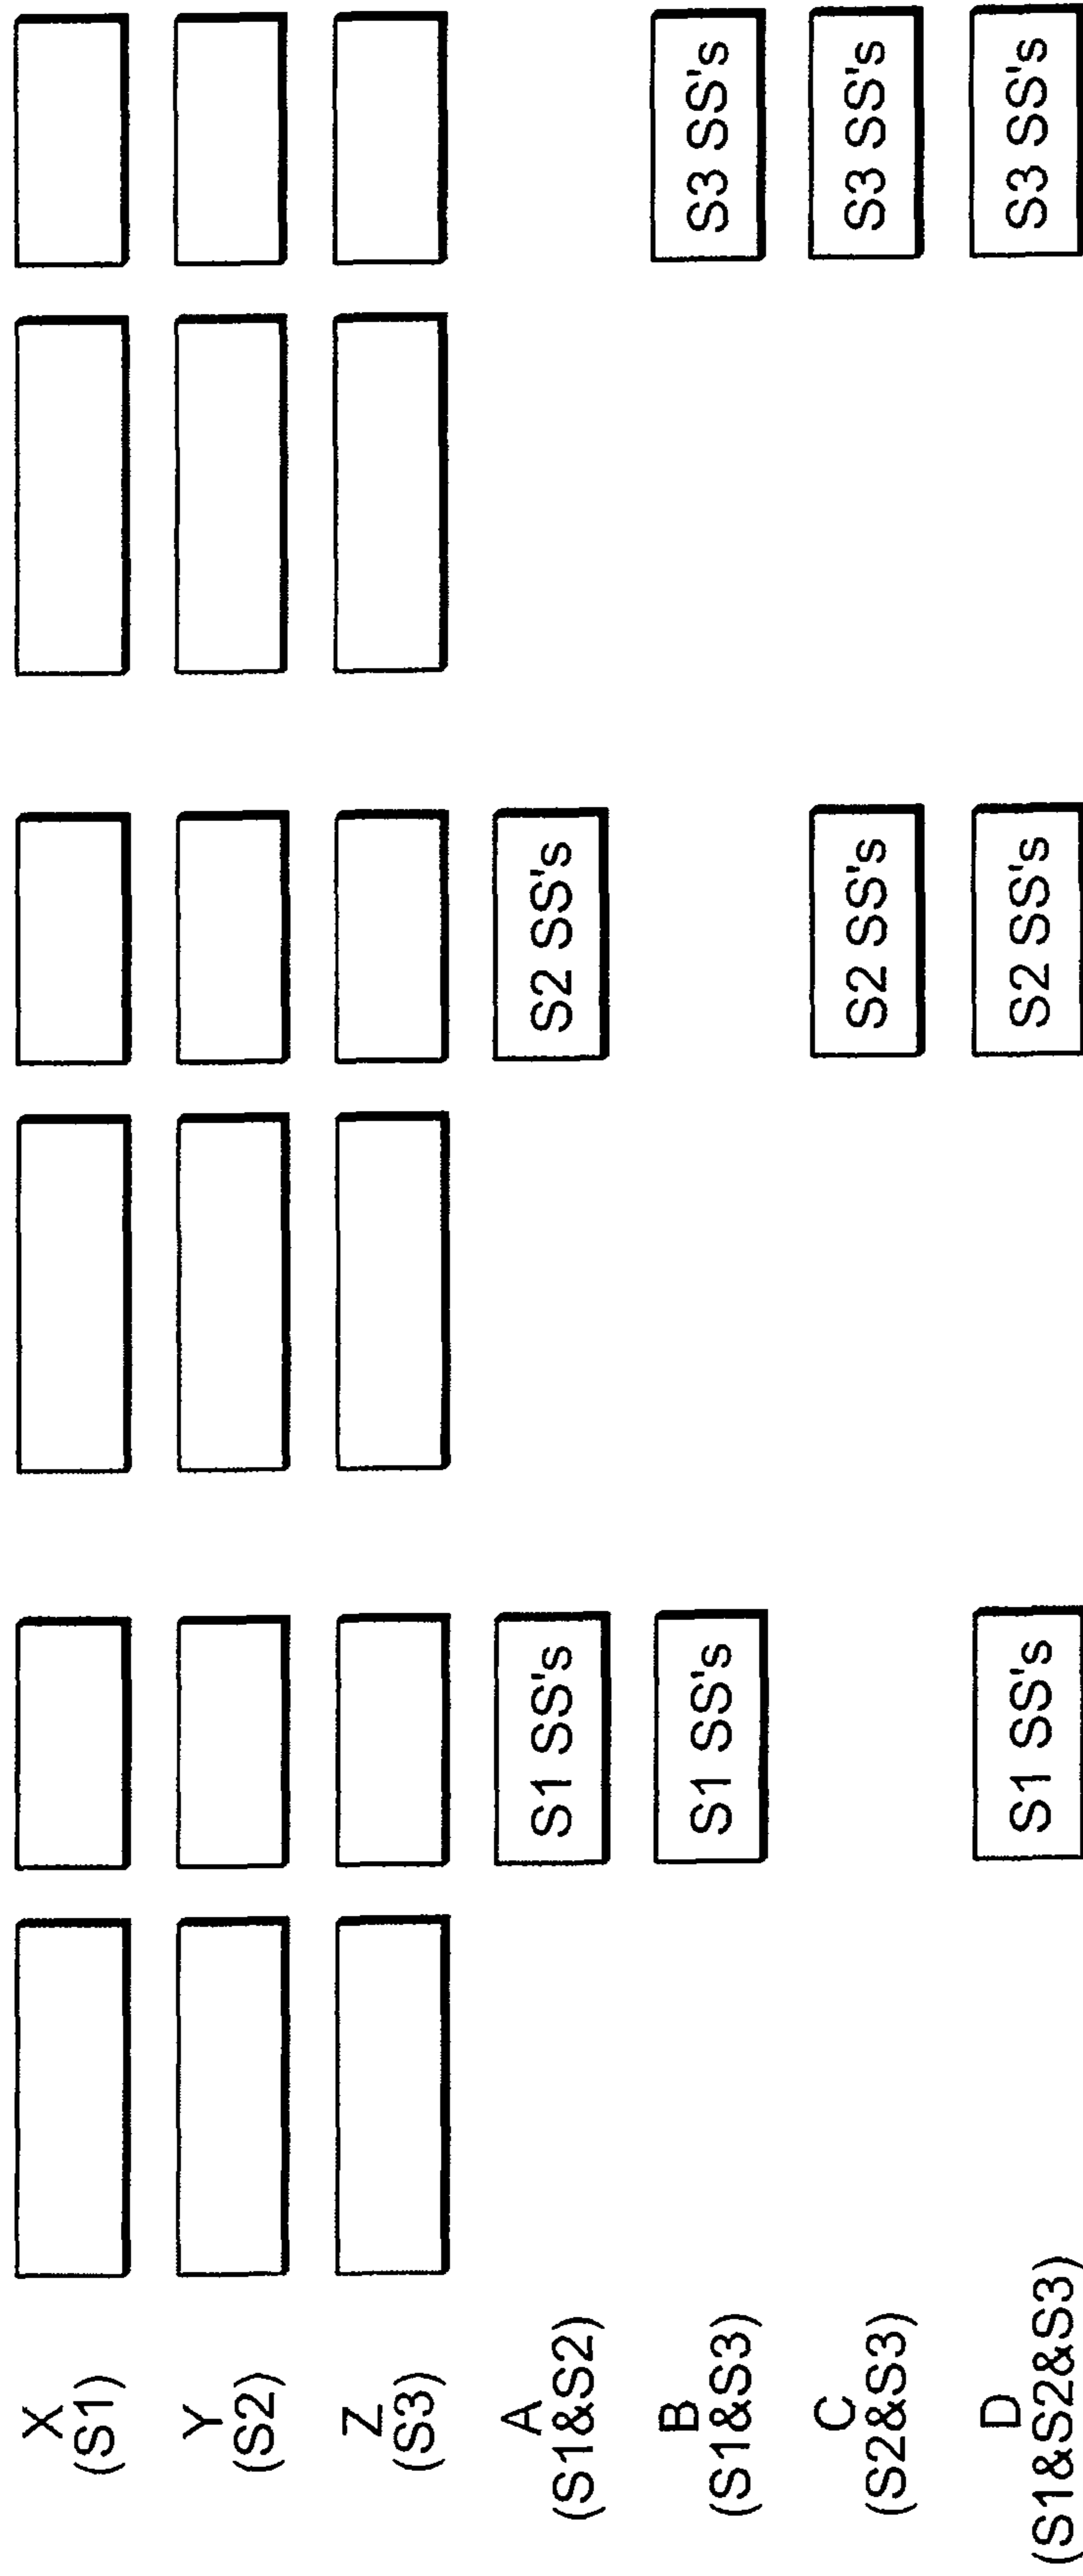 X
(S1)
Y
(S2)
Z
(S3)
A
(S1&S2)
S1 SS's
S2 SS's
B
(S1&S3)
S1 SS's
S3 SS's
C
(S2&S3)
S2 SS's
S3 SS's
D
(S1&S2&S3)
S1 SS's
S2 SS's
S3 SS's